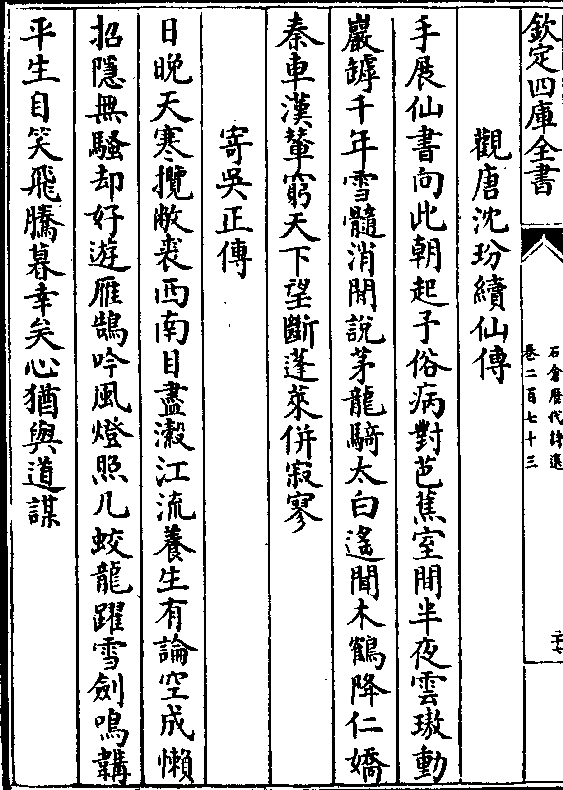 欽定四庫全書
石倉歷代詩選
卷二百七十三
觀唐沈玢續仙傳
手展仙書向此朝起子俗病對芭蕉室間半夜雲璈動
巖罅千年雪髓消聞說茅龍騎太白遙聞木鶴降仁嬌
秦車漢輦窮天下望斷蓬萊併寂寥
寄吳正傳
日晚天寒攬敝裘西南目盡瀔江流養生有論空成懶
招隱無騷却好遊雁鵠吟風燈照几蛟龍躍雪劍鳴韝
平生自笑飛騰暮幸矣心猶與道謀